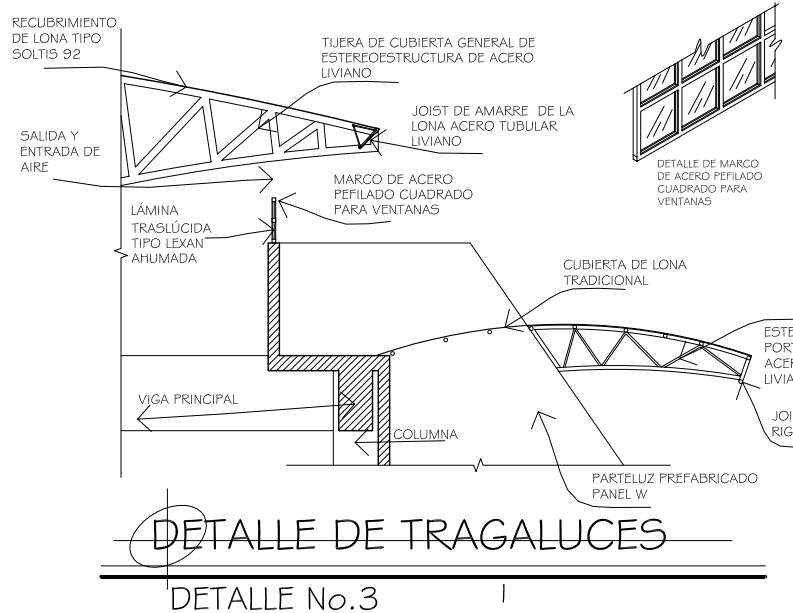 RECUBRIMIENTO
DE LONA TIPO
SOLTIS 92
TIJERA DE CUBIERTA GENERAL DE
ESTEREOESTRUCTURA DE ACERO
LIVIANO
JOIST DE AMARRE DE LA
LONA ACERO TUBULAR
LIVIANO
SALIDA Y
ENTRADA DE
AIRE
DETALLE DE MARCO
DE ACERO PEFILADO
CUADRADO PARA
VENTANAS
MARCO DE ACERO
PEFILADO CUADRADO
PARA VENTANAS
LÁMINA
TRASLÚCIDA
TIPO LEXAN
AHUMADA
CUBIERTA DE LONA
TRADICIONAL
VIGA PRINCIPAL
COLUMNA
PARTELUZ PREFABRICADO
PANEL W
DETALLE DE TRAGALUCES
DETALLE No.3